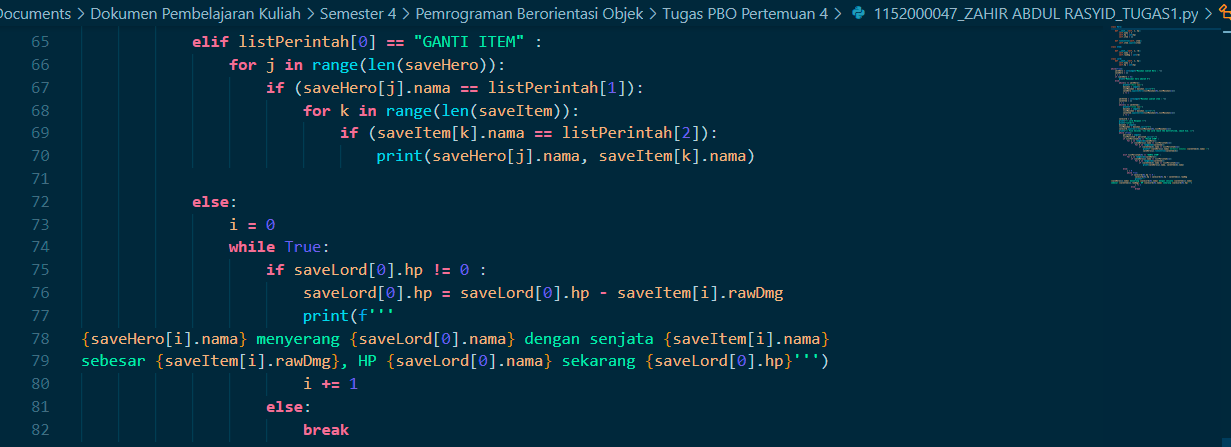 Documents > Dokumen Pembelajaran Kuliah > Semester 4 > Pemrograman Berorientasi Objek > Tugas PBO Pertemuan 4 > 1152000047_ZAHIR ABDUL RASYID_TUGAS1.py >
65 elif listPerintah[0] == "GANTI ITEM" :
66 for j in range(len(saveHero)):
67 if (saveHero[j].nama == listPerintah[1]):
68 for k in range(len(saveItem)):
69 if (saveItem[k].nama == listPerintah[2]):
70 print(saveHero[j].nama, saveItem[k].nama)
71
72 else:
73 i = 0
74 while True:
75 if saveLord[0].hp != 0 :
76 saveLord[0].hp = saveLord[0].hp - saveItem[i].rawDmg
77 print(f'''
78 {saveHero[i].nama} menyerang {saveLord[0].nama} dengan senjata {saveItem[i].nama}
79 sebesar {saveItem[i].rawDmg}, HP {saveLord[0].nama} sekarang {saveLord[0].hp}''')
80 i += 1
81 else:
82 break